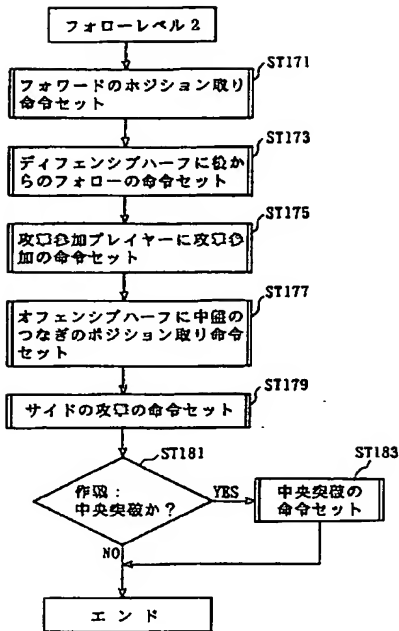 フォローレベル２
ST171
フォワードのポジション取り
命令セット
ST173
ディフェンシブハーフに後
からのフォローの命令セット
ST175
攻撃参加プレイヤーに攻撃参
加の命令セット
ST177
オフェンシブハーフに中盤の
つなぎのポジション取り命令
セット
ST179
サイドの攻撃の命令セット
ST181
作戦：
中央突破か？
YES
ST183
中央突破の
命令セット
NO
エンド